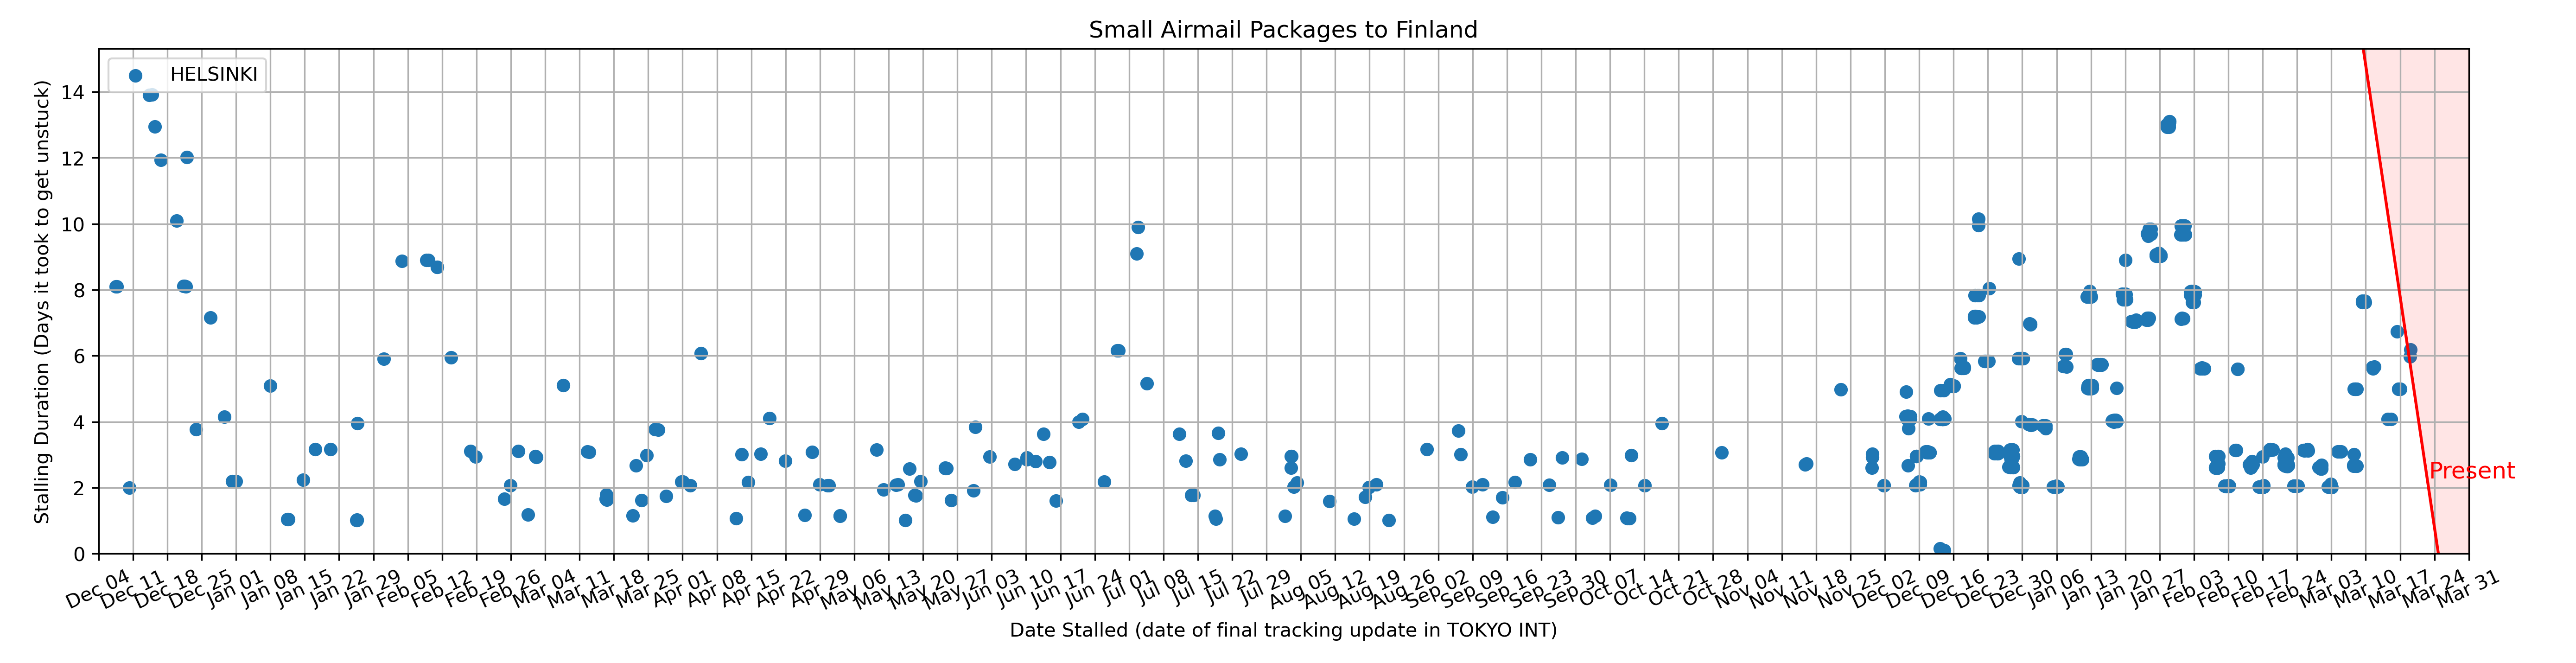 Small Airmail Packages to Finland
HELSINKI
Stalling Duration (Days it took to get unstuck)
14
12
10
8
6
4
2
0
Present
Dec 04
Dec 11
Dec 18
Dec 25
Jan 01
Jan 08
Jan 15
Jan 22
Jan 29
Feb 05
Feb 12
Feb 19
Feb 26
Mar 04
Mar 11
Mar 18
Mar 25
Apr 01
Apr 08
Apr 15
Apr 22
Apr 29
May 06
May 13
May 20
May 27
Jun 03
Jun 10
Jun 17
Jun 24
Jul 01
Jul 08
Jul 15
Jul 22
Jul 29
Aug 05
Aug 12
Aug 19
Aug 26
Sep 02
Sep 09
Sep 16
Sep 23
Sep 30
Oct 07
Oct 14
Oct 21
Oct 28
Nov 04
Nov 11
Nov 18
Nov 25
Dec 02
Dec 09
Dec 16
Dec 23
Dec 30
Jan 06
Jan 13
Jan 20
Jan 27
Feb 03
Feb 10
Feb 17
Feb 24
Mar 03
Mar 10
Mar 17
Mar 24
Mar 31
Date Stalled (date of final tracking update in TOKYO INT)